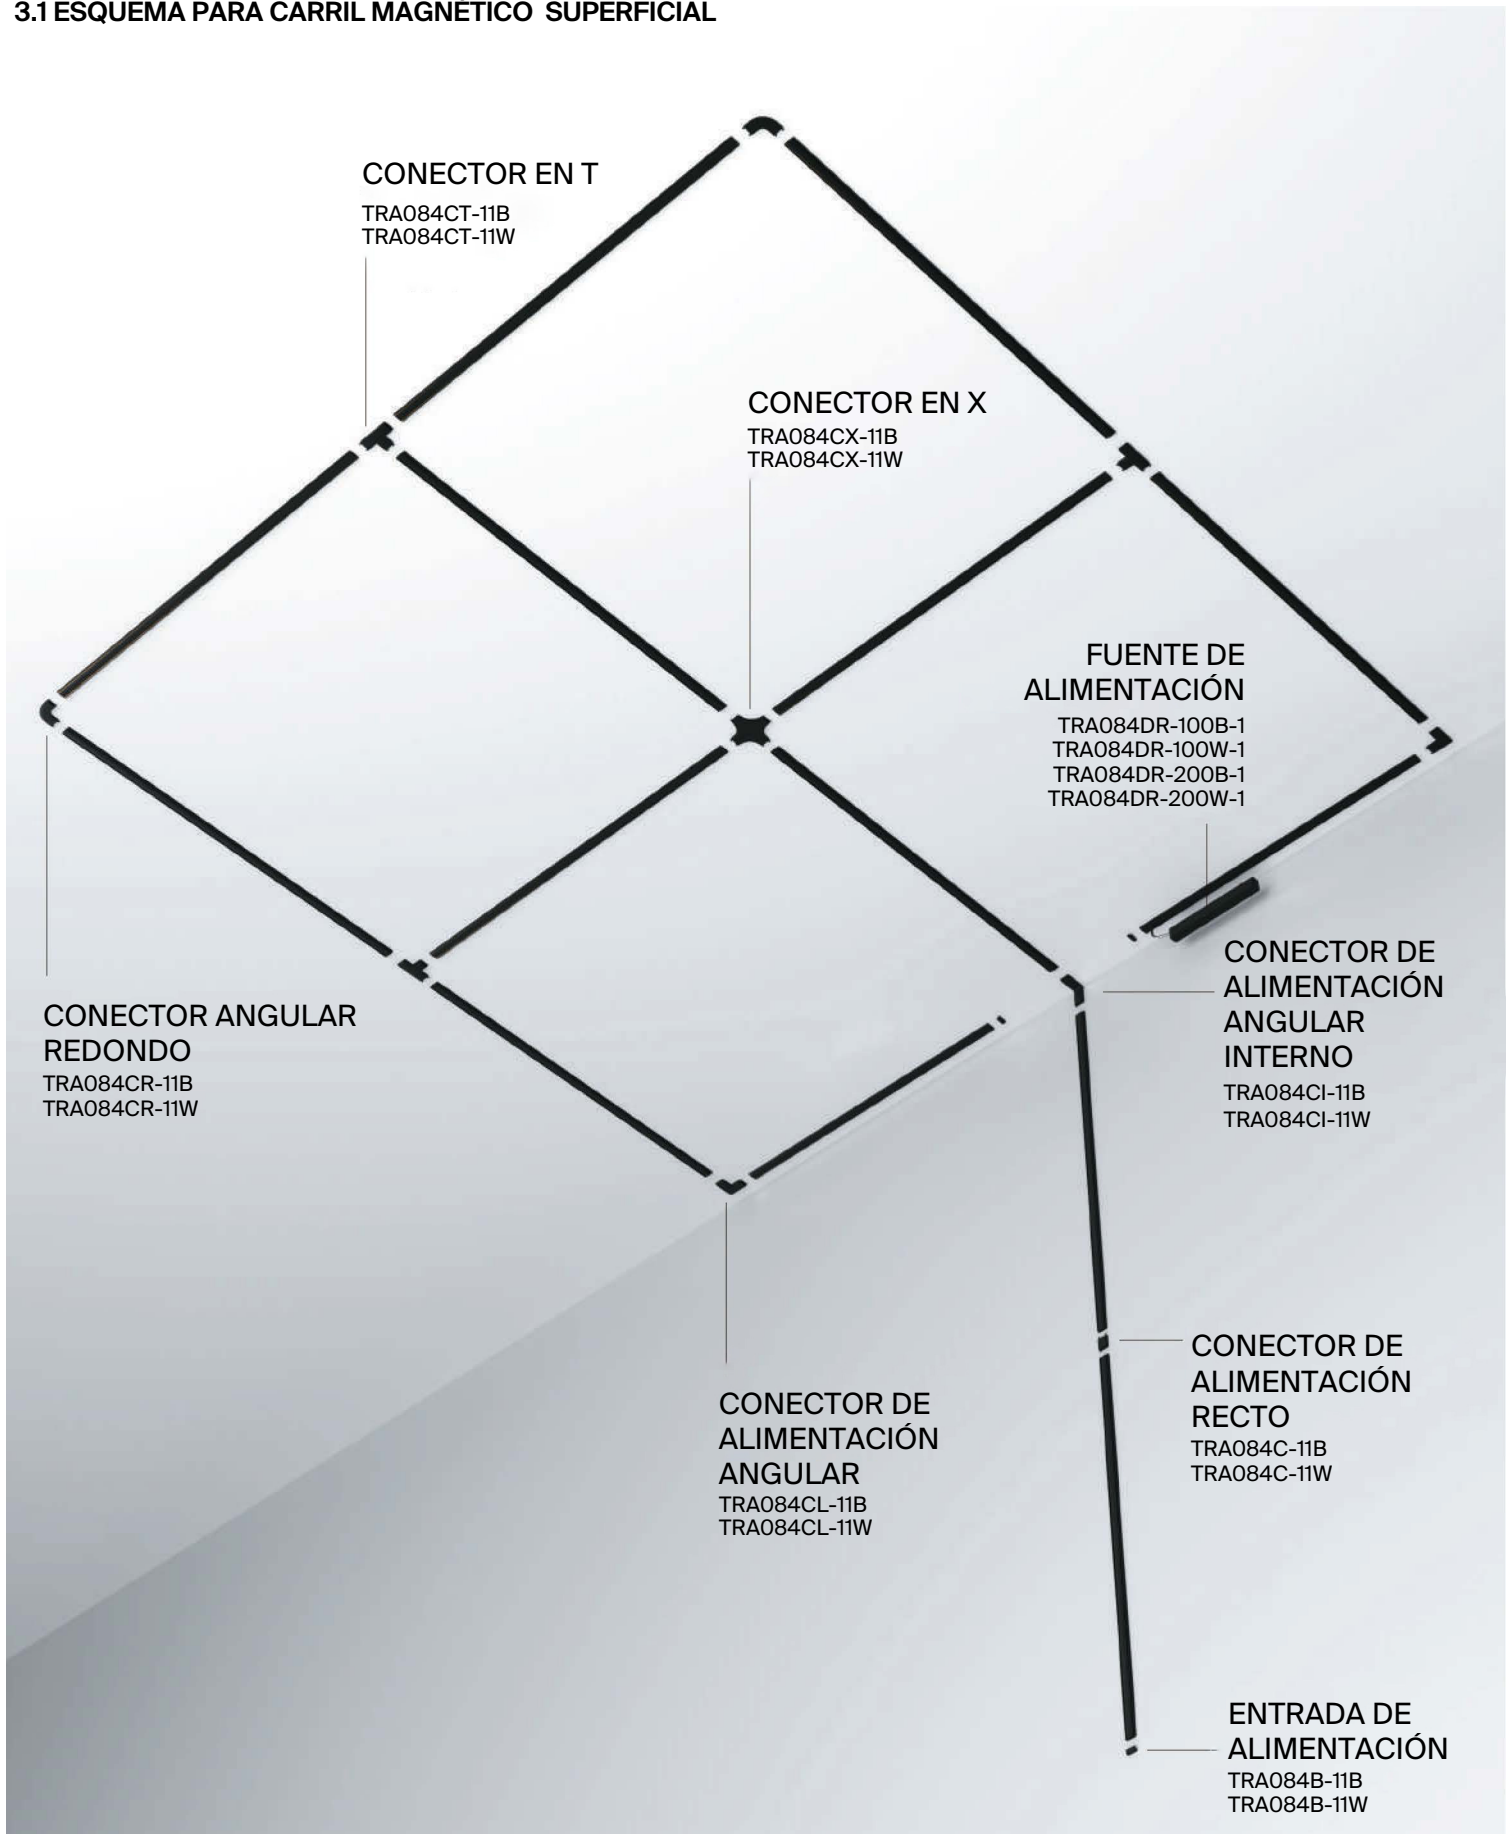 3.1 ESQUEMA PARA CARRIL MAGNÉTICO SUPERFICIAL
CONECTOR EN T
TRA084CT-11B
TRA084CT-11W
CONECTOR EN X
TRA084CX-11B
TRA084CX-11W
FUENTE DE
ALIMENTACIÓN
TRA084DR-100B-1
TRA084DR-100W-1
TRA084DR-200B-1
TRA084DR-200W-1
CONECTOR DE
ALIMENTACIÓN
ANGULAR
INTERNO
TRA084CI-11B
TRA084CI-11W
CONECTOR ANGULAR
REDONDO
TRA084CR-11B
TRA084CR-11W
CONECTOR DE
ALIMENTACIÓN
RECTO
TRA084C-11B
TRA084C-11W
CONECTOR DE
ALIMENTACIÓN
ANGULAR
TRA084CL-11B
TRA084CL-11W
ENTRADA DE
ALIMENTACIÓN
TRA084B-11B
TRA084B-11W